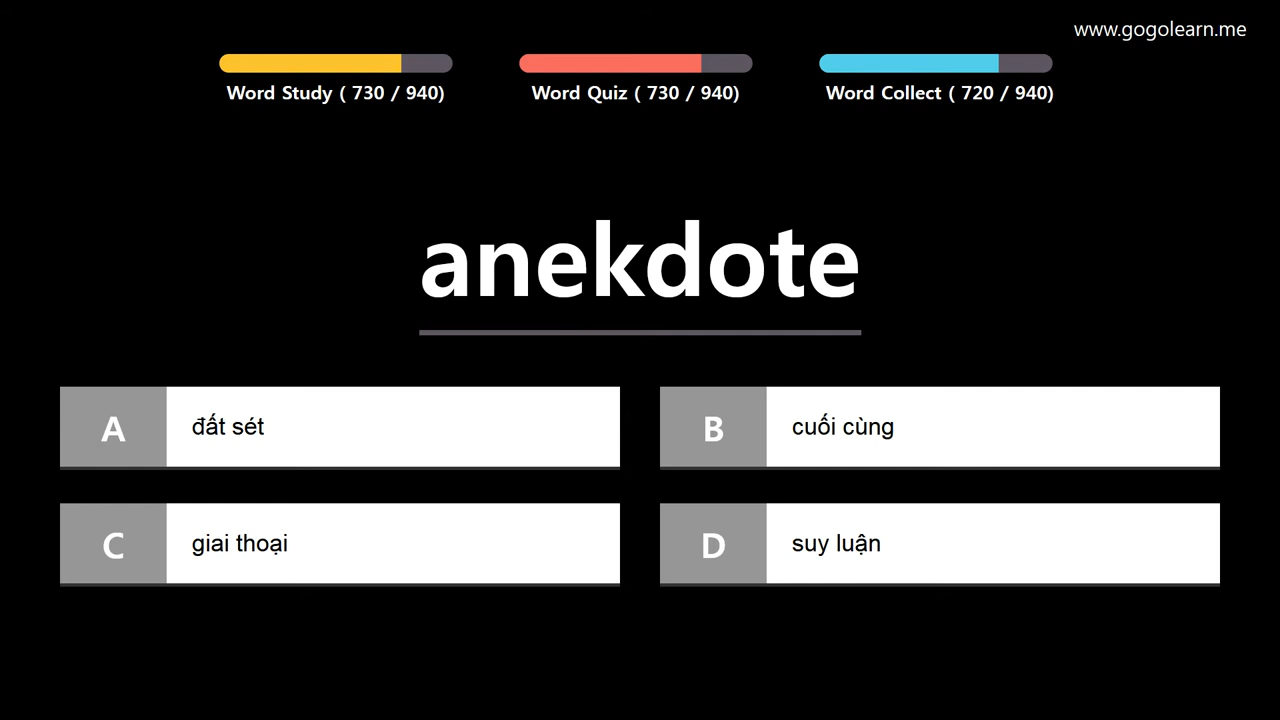 www.gogolearn.me
Word Study ( 730 / 940)
Word Quiz ( 730 / 940)
Word Collect ( 720 / 940)
anekdote
A
đất sét
B
cuối cùng
C
giai thoại
D
suy luận